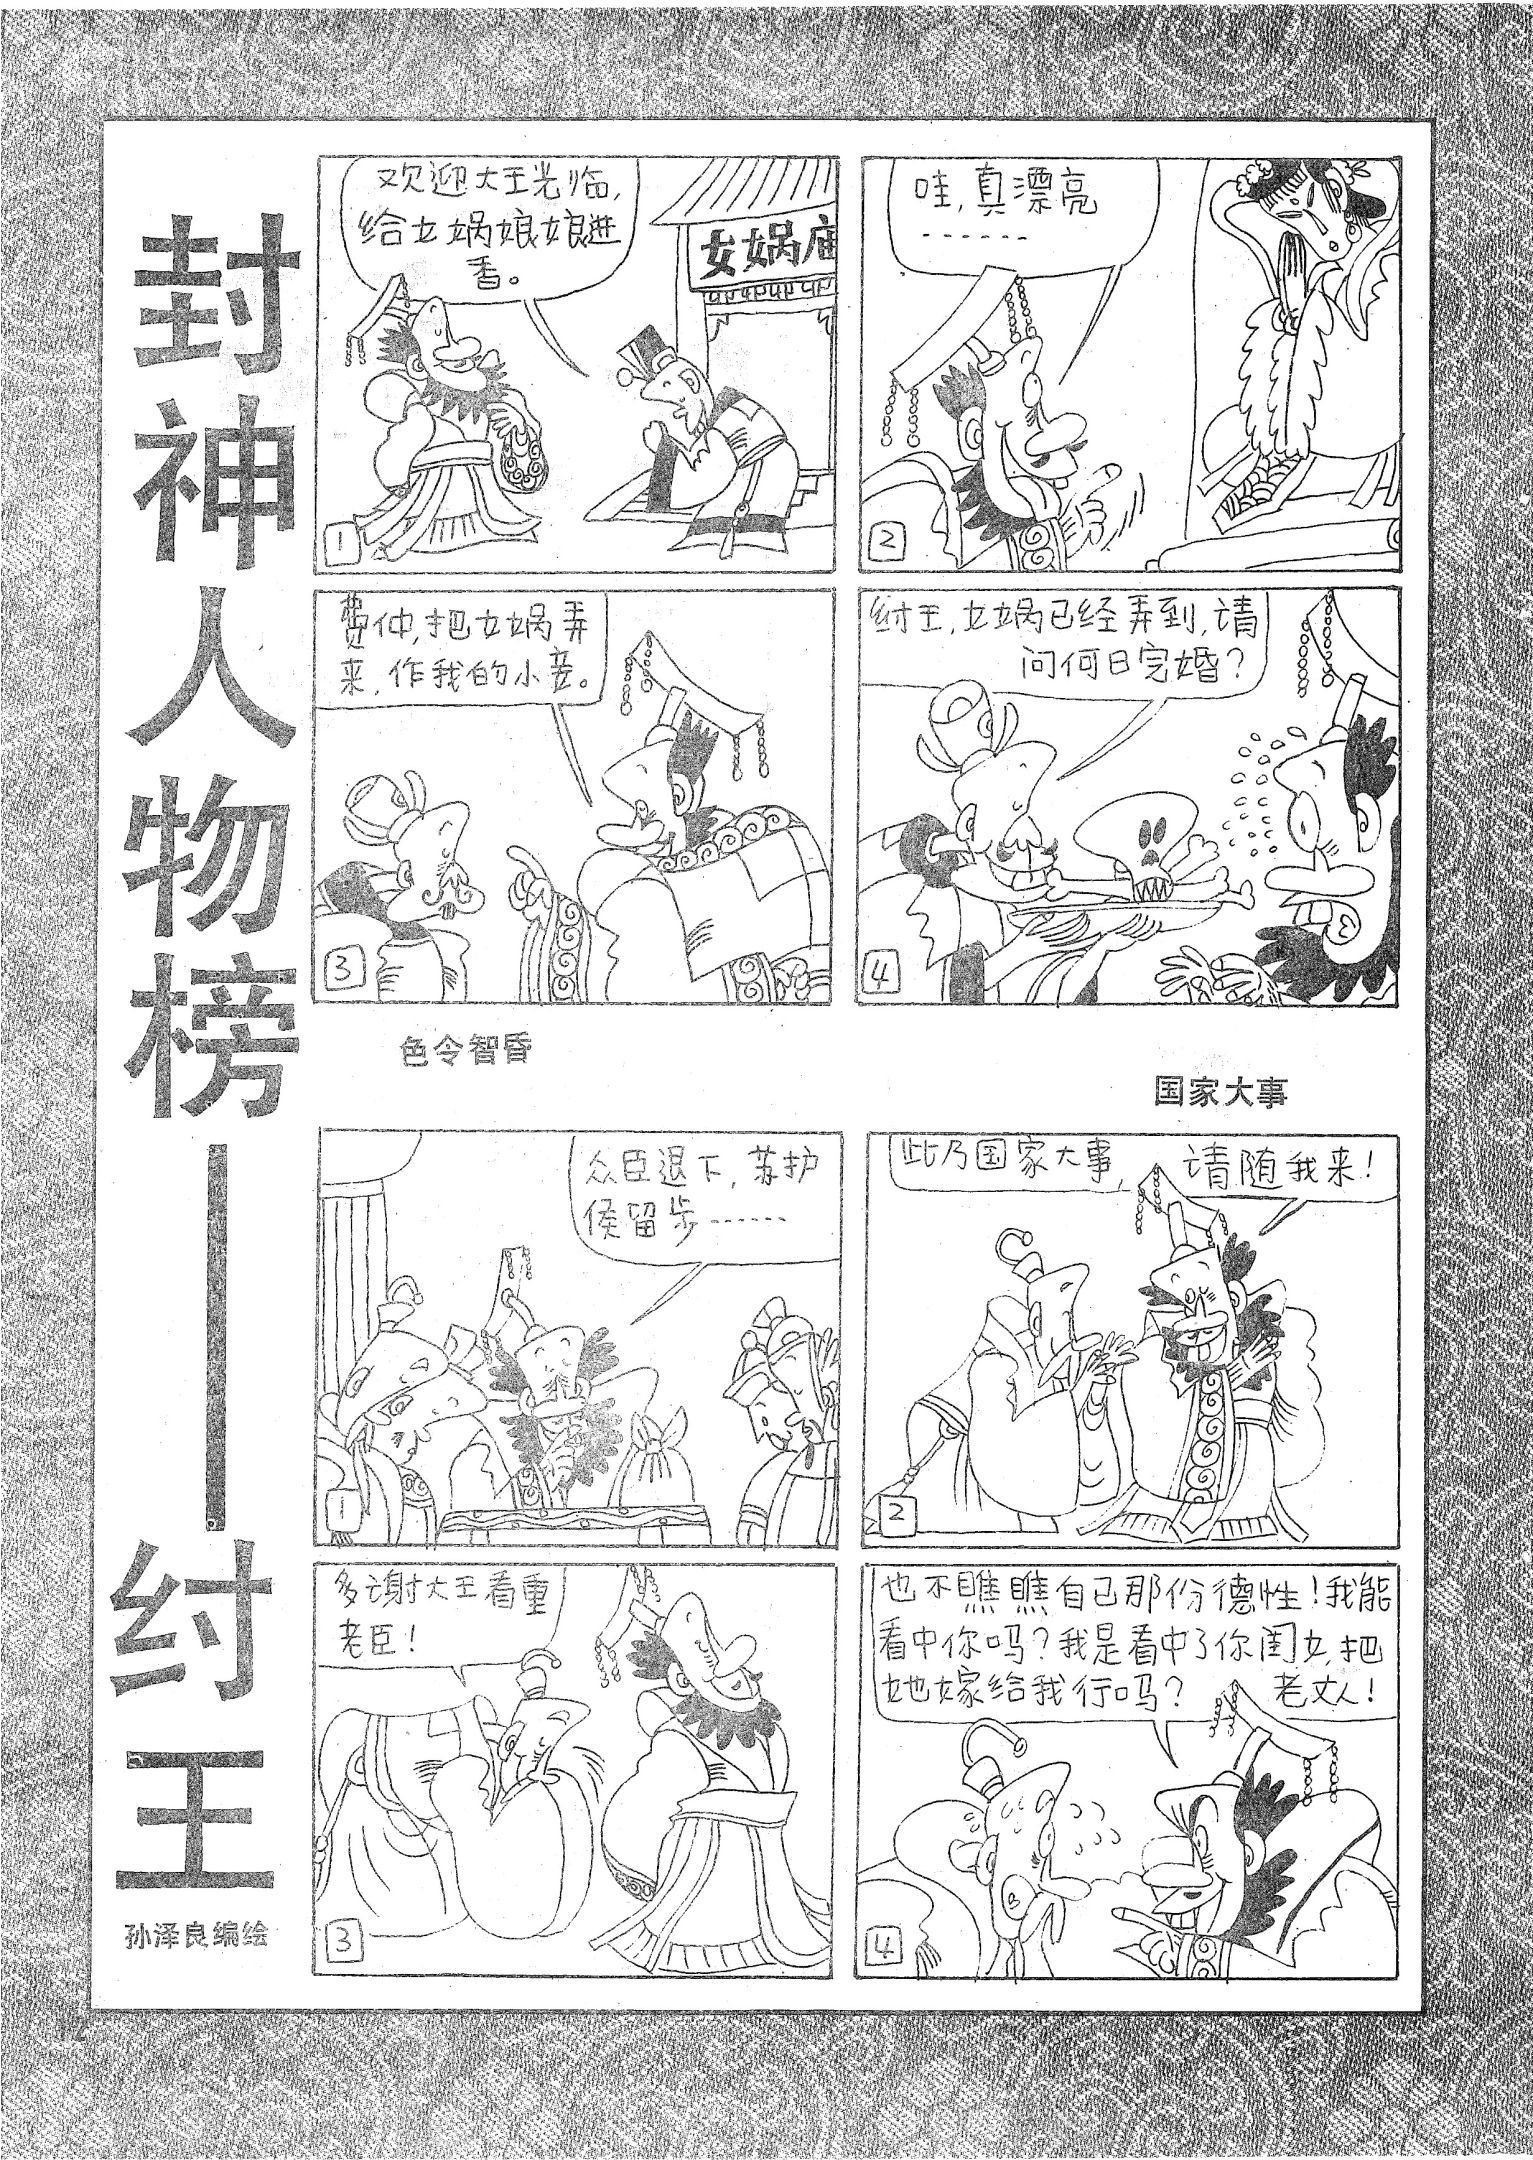 封神人物榜——纣王
孙泽良编绘
欢迎大王光临,
给女娲娘娘进
香。
女娲庙
1
哇,真漂亮
……
2
费仲,把女娲弄
来,作我的小妾。
3
纣王,女娲已经弄到,请
问何日完婚?
4
色令智昏
国家大事
众臣退下,苏护
侯留步……
1
此乃国家大事, 请随我来!
2
多谢大王看重
老臣!
3
也不瞧瞧自己那份德性!我能
看中你吗?我是看中了你闺女,把
她嫁给我行吗? 老丈人!
4